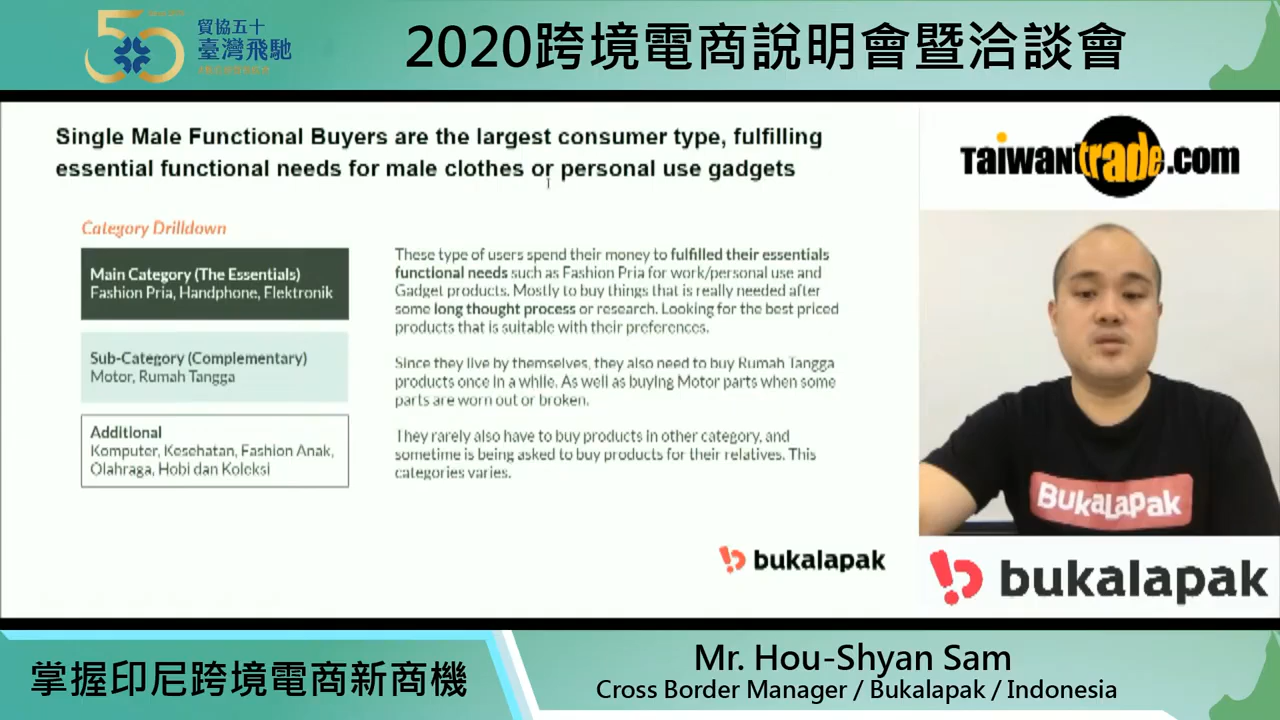 50
貿協五十
臺灣飛馳
2020跨境電商說明會暨洽談會
Single Male Functional Buyers are the largest consumer type, fulfilling
essential functional needs for male clothes or personal use gadgets
Category Drilldown
Main Category (The Essentials)
Fashion Pria, Handphone, Elektronik
Sub-Category (Complementary)
Motor, Rumah Tangga
Additional
Komputer, Kesehatan, Fashion Anak,
Olahraga, Hobi dan Koleksi
These type of users spend their money to fulfilled their essentials
functional needs such as Fashion Pria for work/personal use and
Gadget products. Mostly to buy things that is really needed after
some long thought process or research. Looking for the best priced
products that is suitable with their preferences.
Since they live by themselves, they also need to buy Rumah Tangga
products once in a while. As well as buying Motor parts when some
parts are worn out or broken.
They rarely also have to buy products in other category, and
sometime is being asked to buy products for their relatives. This
categories varies.
bukalapak
TaiwanTrade.com
BukaLapak
bukalapak
掌握印尼跨境電商新商機
Mr. Hou-Shyan Sam
Cross Border Manager / Bukalapak / Indonesia